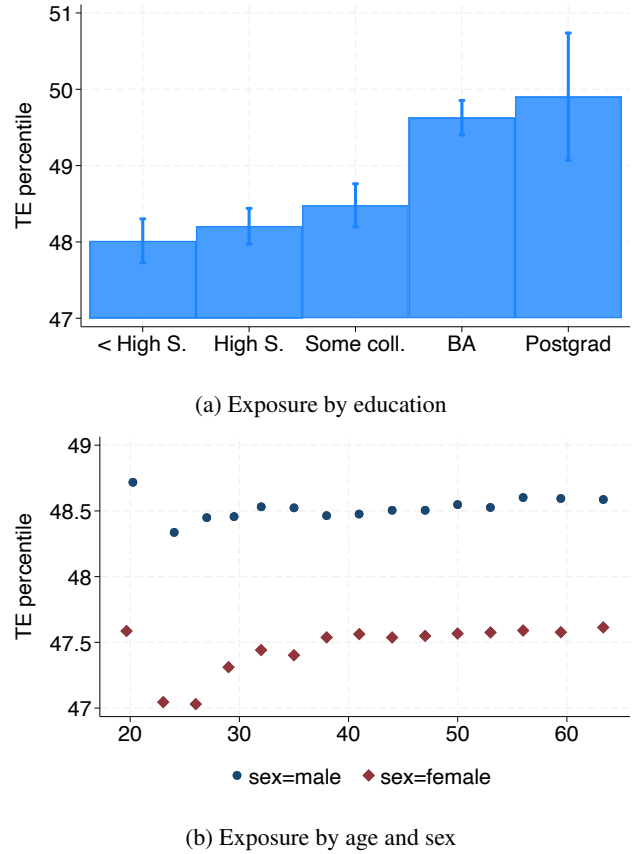 51
50
49
48
47
TE percentile
< High S. High S. Some coll. BA Postgrad
(a) Exposure by education
49
48.5
48
47.5
47
TE percentile
20 30 40 50 60
sex=male sex=female
(b) Exposure by age and sex